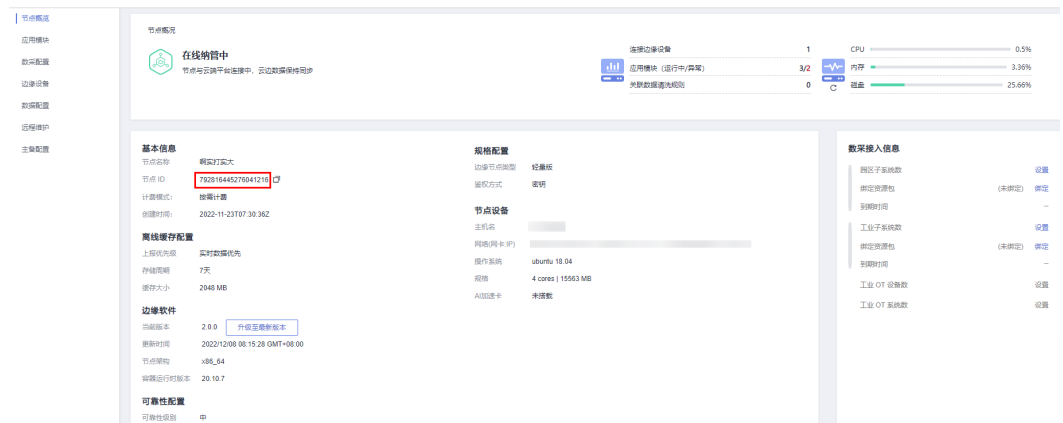 节点概览
应用模块
数采配置
边缘设备
数据配置
远程维护
主备配置
节点概况
在线纳管中
节点与云端平台连接中，云边数据保持同步
连接边缘设备 1
应用模块（运行中/异常） 3/2
关联数据清洗规则 0
CPU 0.5%
内存 3.36%
磁盘 25.66%
基本信息
节点名称 啊实打实大
节点 ID 792816445276041216
计费模式: 按需计费
创建时间: 2022-11-23T07:30:36Z
离线缓存配置
上报优先级 实时数据优先
存储周期 7天
缓存大小 2048 MB
边缘软件
当前版本 2.0.0 升级至最新版本
更新时间 2022/12/08 08:15:28 GMT+08:00
节点架构 x86_64
容器运行时版本 20.10.7
可靠性配置
可靠性级别 中
规格配置
边缘节点类型 轻量版
鉴权方式 密钥
节点设备
主机名
网络(网卡:IP)
操作系统 ubuntu 18.04
规格 4 cores | 15563 MB
AI加速卡 未搭载
数采接入信息
园区子系统数 设置
绑定资源包 (未绑定) 绑定
到期时间 --
工业子系统数 设置
绑定资源包 (未绑定) 绑定
到期时间 --
工业 OT 设备数 设置
工业 OT 系统数 设置